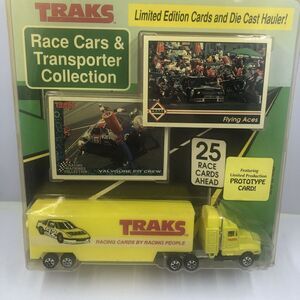 TRAKS
Limited Edition Cards and Die Cast Hauler!
Race Cars &
Transporter
Collection
TRAKS
Flying Aces
VALVOLINE PIT CREW
25
RACE
CARDS
AHEAD
Featuring
Limited Production
PROTOTYPE
CARD!
TRAKS
RACING CARDS BY RACING PEOPLE